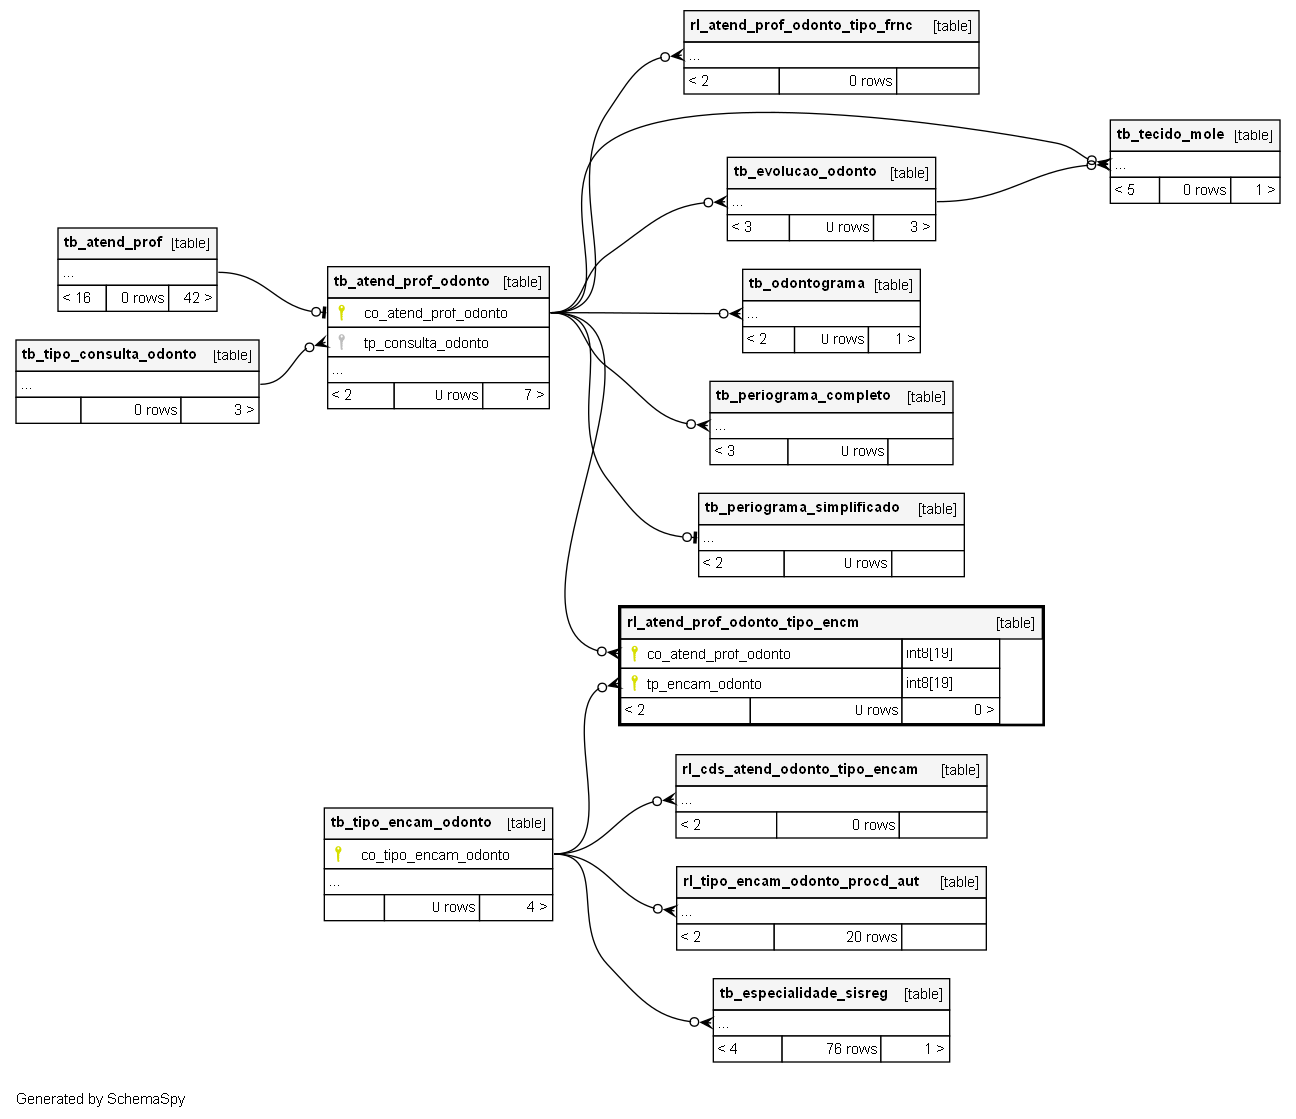 rl_atend_prof_odonto_tipo_frnc [table]
...
< 2 0 rows
tb_tecido_mole [table]
...
< 5 0 rows 1 >
tb_evolucao_odonto [table]
...
< 3 0 rows 3 >
tb_atend_prof [table]
...
< 16 0 rows 42 >
tb_atend_prof_odonto [table]
co_atend_prof_odonto
tp_consulta_odonto
...
< 2 0 rows 7 >
tb_odontograma [table]
...
< 2 0 rows 1 >
tb_tipo_consulta_odonto [table]
...
0 rows 3 >
tb_periograma_completo [table]
...
< 3 0 rows
tb_periograma_simplificado [table]
...
< 2 0 rows
rl_atend_prof_odonto_tipo_encm [table]
co_atend_prof_odonto int8[19]
tp_encam_odonto int8[19]
< 2 0 rows 0 >
rl_cds_atend_odonto_tipo_encam [table]
...
< 2 0 rows
tb_tipo_encam_odonto [table]
co_tipo_encam_odonto
...
0 rows 4 >
rl_tipo_encam_odonto_procd_aut [table]
...
< 2 20 rows
tb_especialidade_sisreg [table]
...
< 4 76 rows 1 >
Generated by SchemaSpy